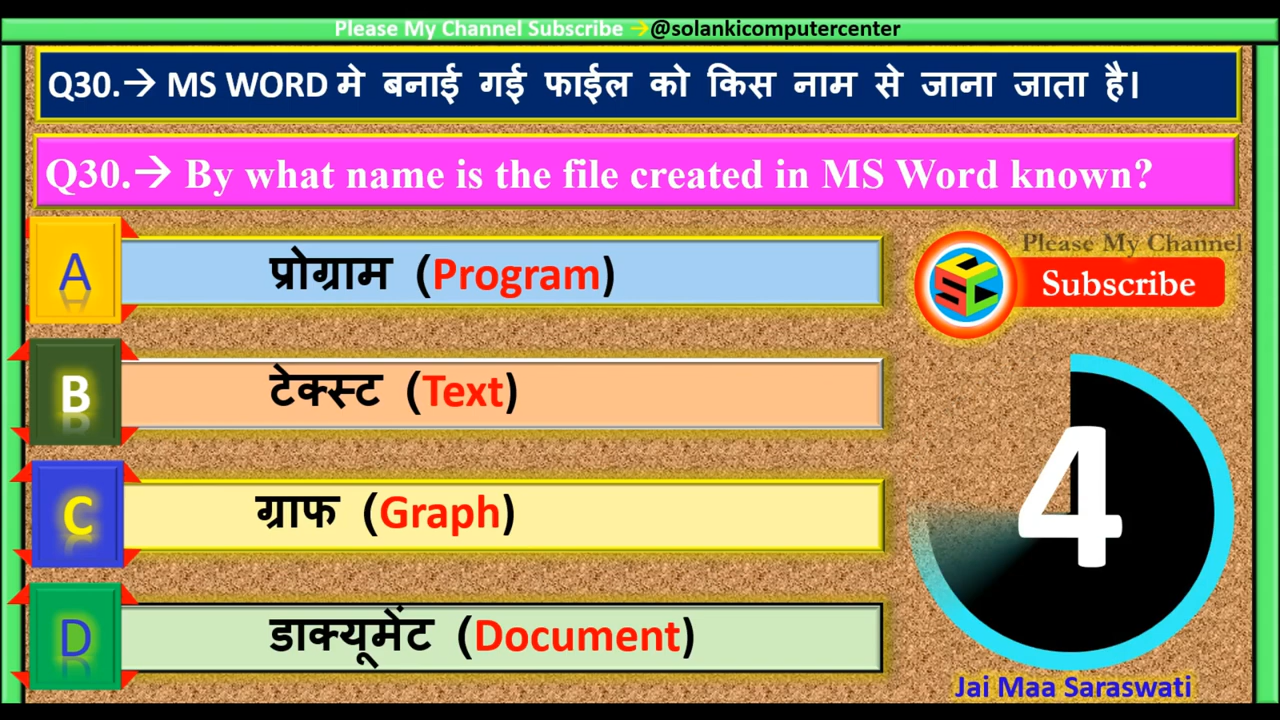 Please My Channel Subscribe →@solankicomputercenter
Q30.→ MS WORD मे बनाई गई फाईल को किस नाम से जाना जाता है।
Q30.→ By what name is the file created in MS Word known?
A प्रोग्राम (Program)
Please My Channel
SCC
Subscribe
B टेक्स्ट (Text)
4
C ग्राफ (Graph)
D डाक्यूमेंट (Document)
Jai Maa Saraswati